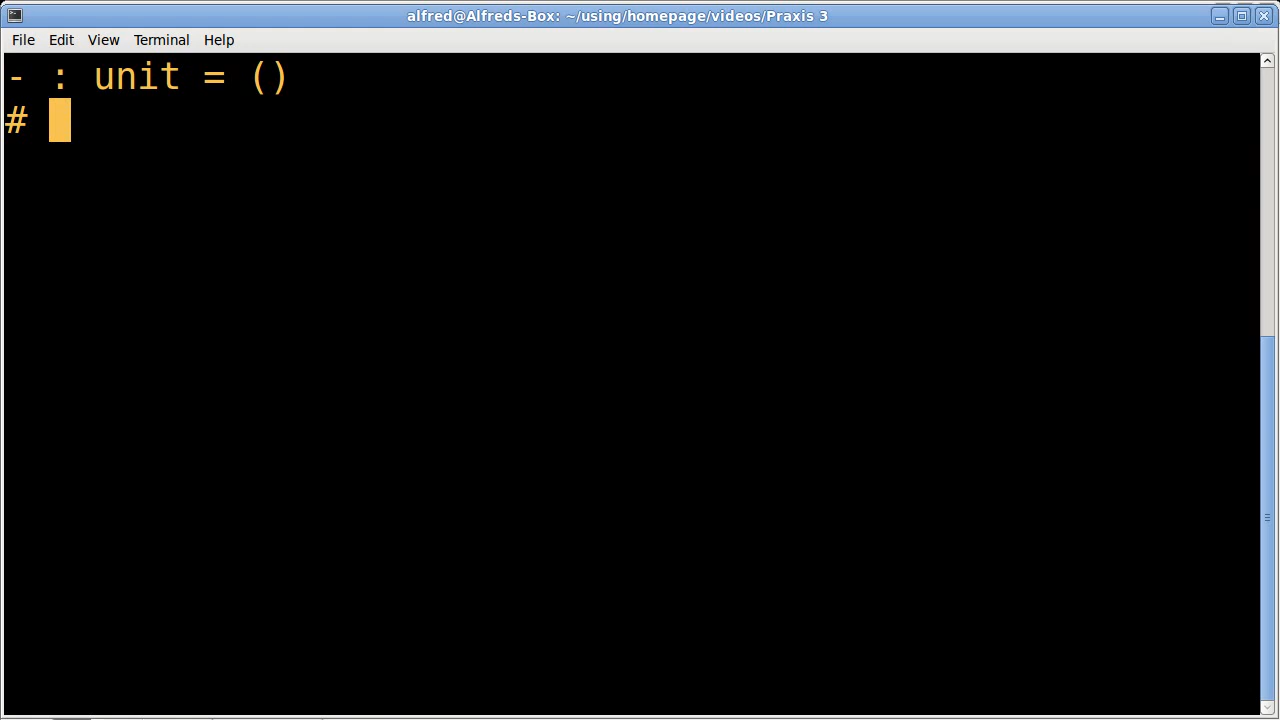 alfred@Alfreds-Box: ~/using/homepage/videos/Praxis 3
File Edit View Terminal Help
- : unit = ()
#